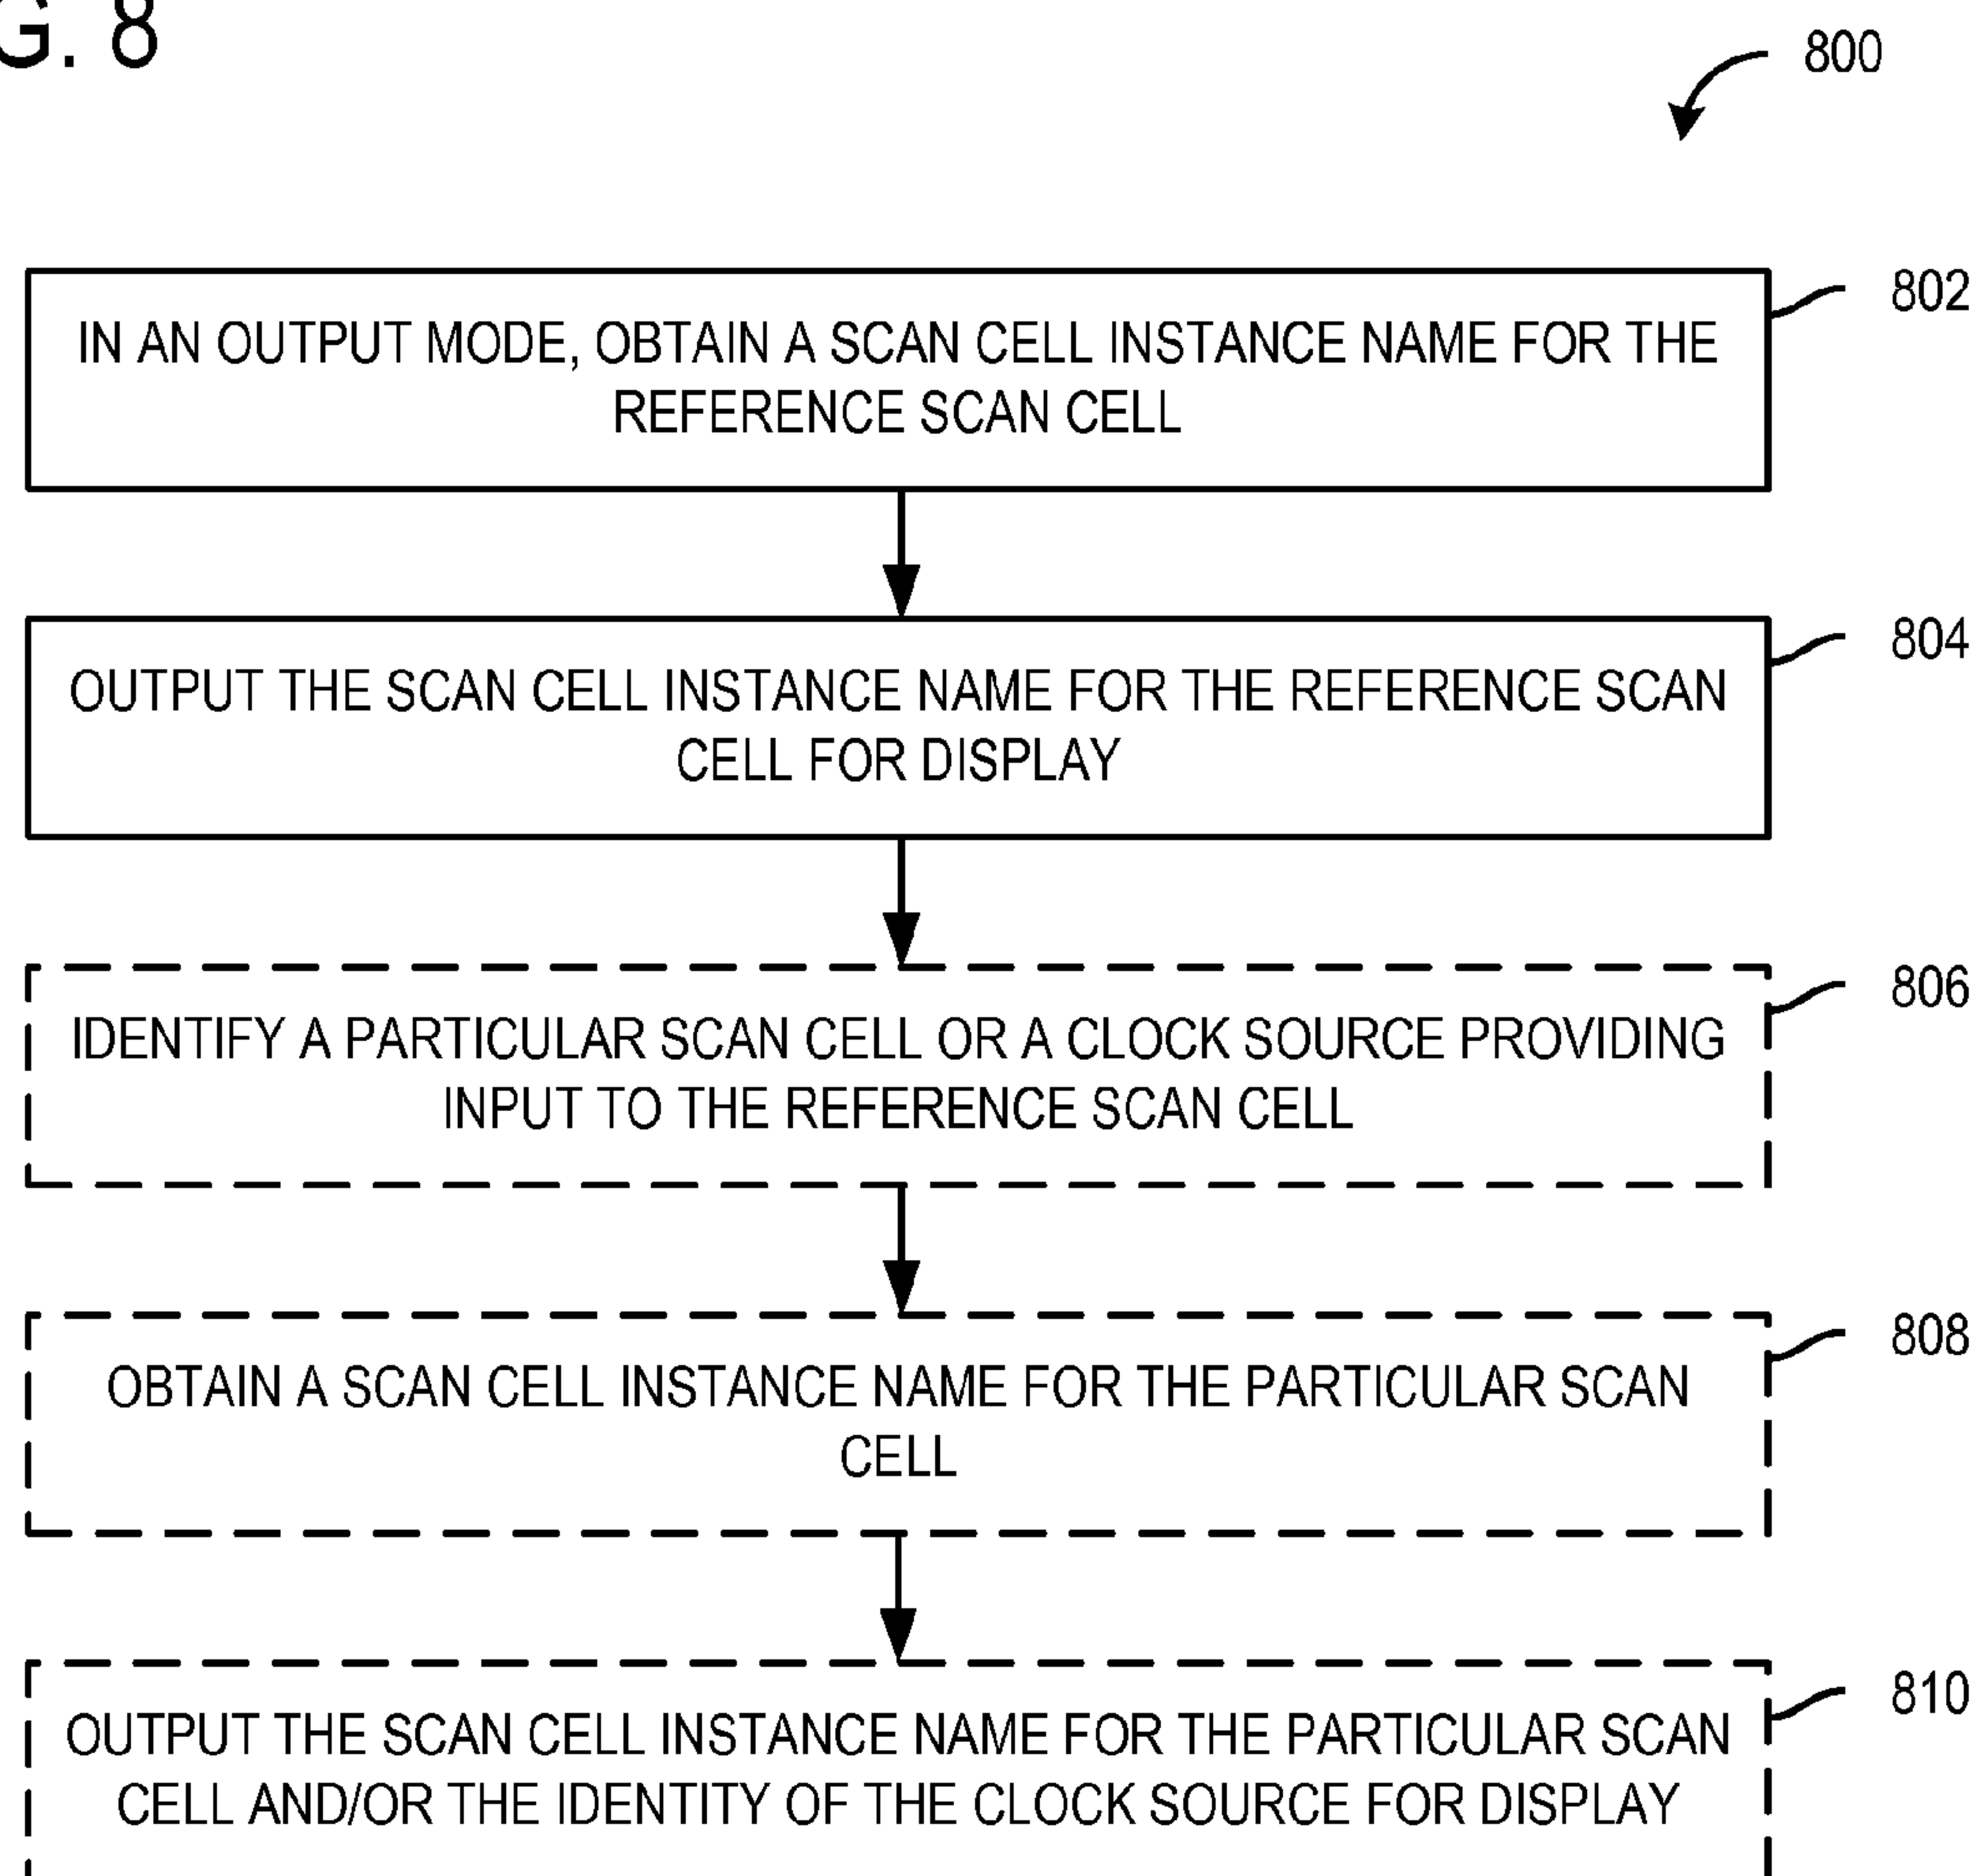 G. 8
800
802
IN AN OUTPUT MODE, OBTAIN A SCAN CELL INSTANCE NAME FOR THE
REFERENCE SCAN CELL
804
OUTPUT THE SCAN CELL INSTANCE NAME FOR THE REFERENCE SCAN
CELL FOR DISPLAY
806
IDENTIFY A PARTICULAR SCAN CELL OR A CLOCK SOURCE PROVIDING
INPUT TO THE REFERENCE SCAN CELL
808
OBTAIN A SCAN CELL INSTANCE NAME FOR THE PARTICULAR SCAN
CELL
810
OUTPUT THE SCAN CELL INSTANCE NAME FOR THE PARTICULAR SCAN
CELL AND/OR THE IDENTITY OF THE CLOCK SOURCE FOR DISPLAY